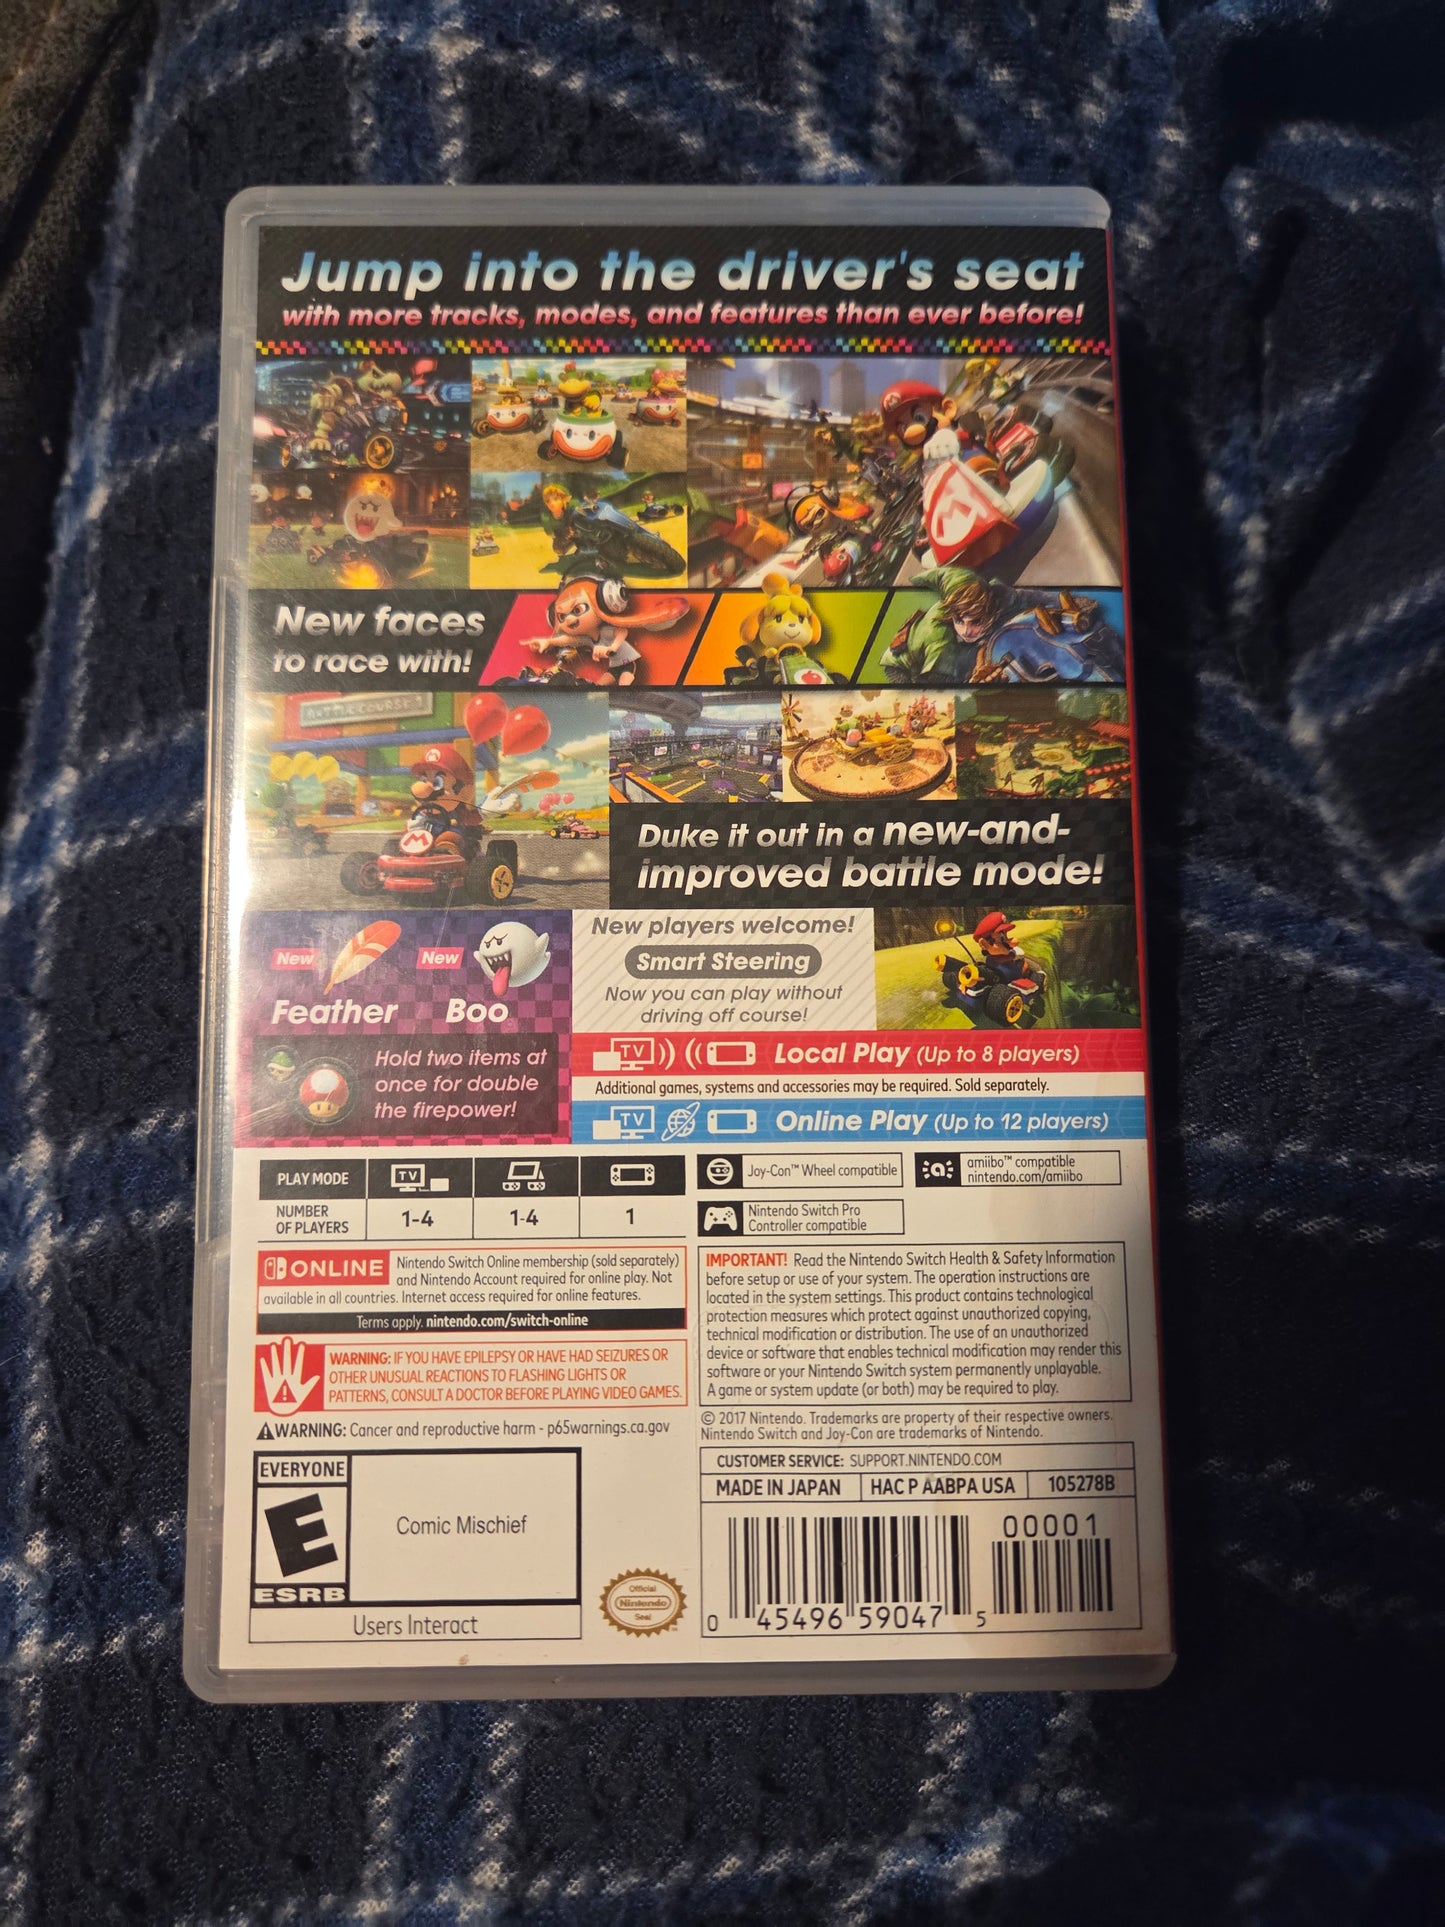 Jump into the driver's seat
with more tracks, modes, and features than ever before!
New faces
to race with!
BATTLE COURSE 1
Duke it out in a new-and-
improved battle mode!
New
Feather
New
Boo
Hold two items at
once for double
the firepower!
New players welcome!
Smart Steering
Now you can play without
driving off course!
TV Local Play (Up to 8 players)
Additional games, systems and accessories may be required. Sold separately.
TV Online Play (Up to 12 players)
PLAY MODE TV
NUMBER
OF PLAYERS
1-4 1-4 1
Joy-Con™ Wheel compatible
amiibo™ compatible
nintendo.com/amiibo
Nintendo Switch Pro
Controller compatible
ONLINE Nintendo Switch Online membership (sold separately)
and Nintendo Account required for online play. Not
available in all countries. Internet access required for online features.
Terms apply. nintendo.com/switch-online
WARNING: IF YOU HAVE EPILEPSY OR HAVE HAD SEIZURES OR
OTHER UNUSUAL REACTIONS TO FLASHING LIGHTS OR
PATTERNS, CONSULT A DOCTOR BEFORE PLAYING VIDEO GAMES.
WARNING: Cancer and reproductive harm - p65warnings.ca.gov
IMPORTANT! Read the Nintendo Switch Health & Safety Information
before setup or use of your system. The operation instructions are
located in the system settings. This product contains technological
protection measures which protect against unauthorized copying,
technical modification or distribution. The use of an unauthorized
device or software that enables technical modification may render this
software or your Nintendo Switch system permanently unplayable.
A game or system update (or both) may be required to play.
© 2017 Nintendo. Trademarks are property of their respective owners.
Nintendo Switch and Joy-Con are trademarks of Nintendo.
CUSTOMER SERVICE: SUPPORT.NINTENDO.COM
MADE IN JAPAN HAC P AABPA USA 105278B
EVERYONE
E
ESRB
Comic Mischief
Users Interact
Official
Nintendo
Seal
00001
0 45496 59047 5